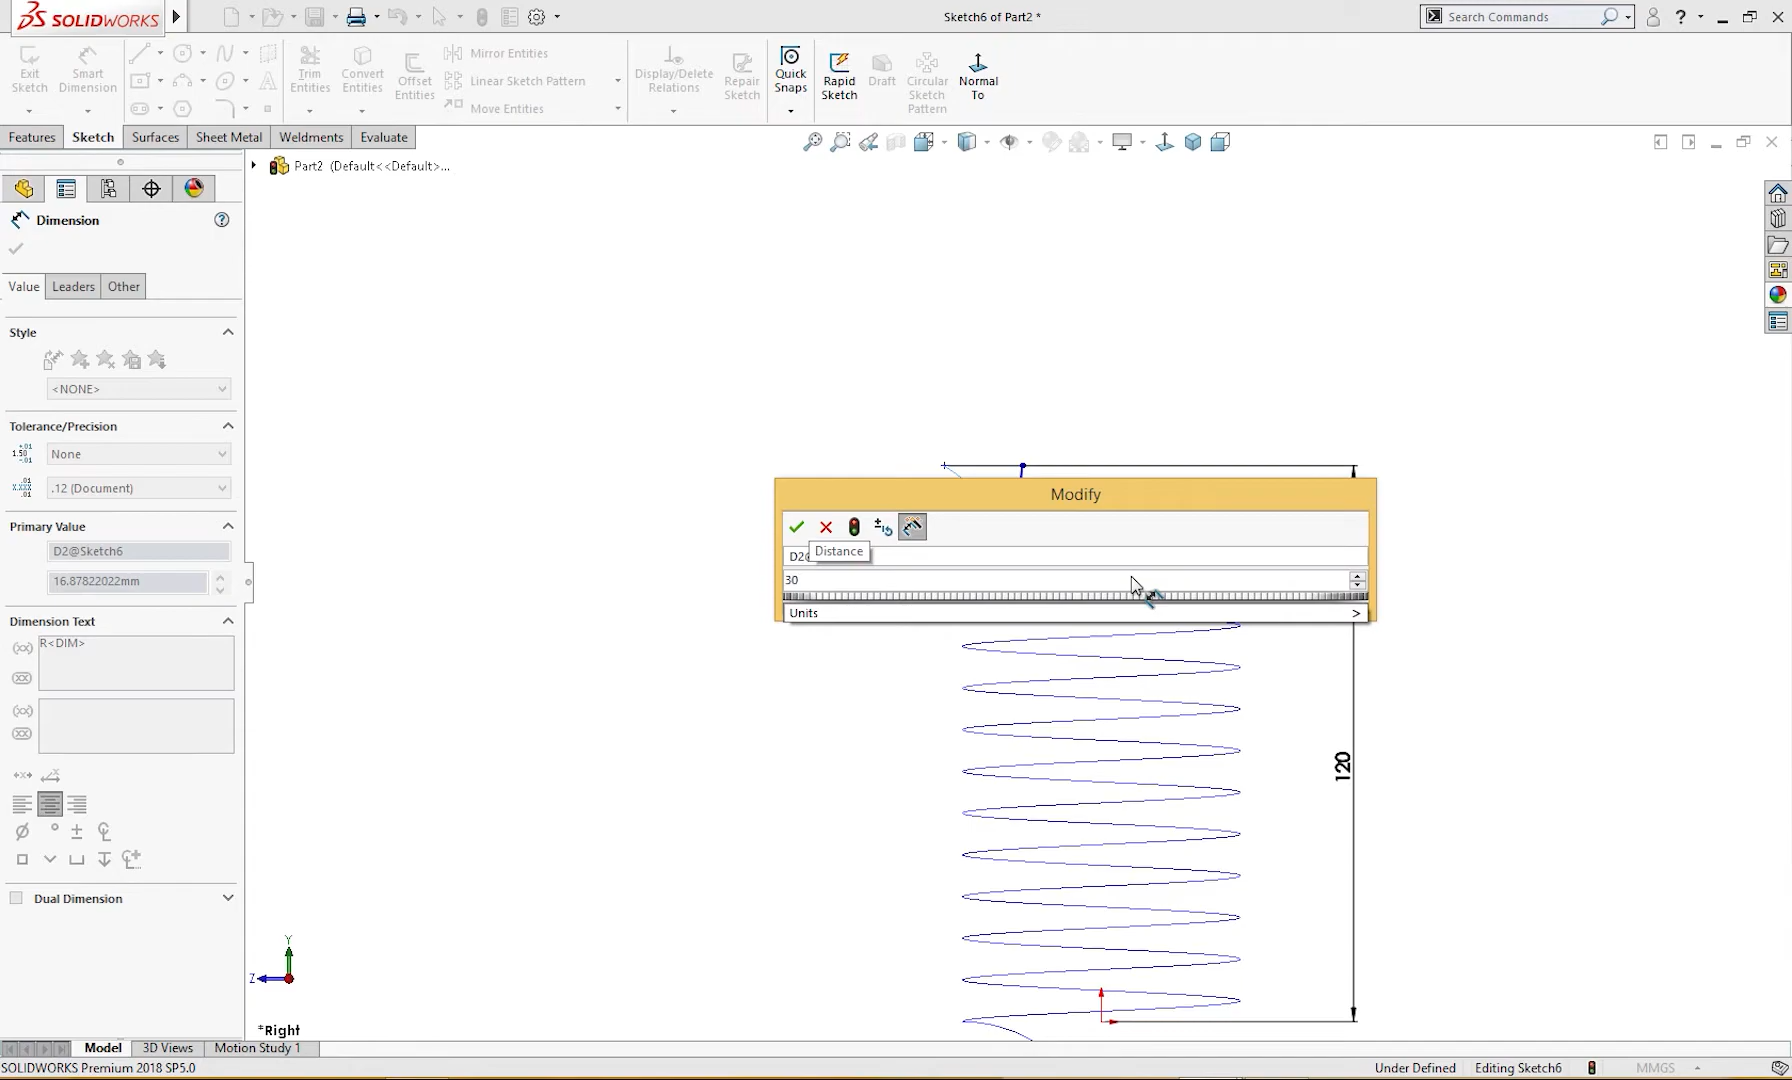 SOLIDWORKS
Sketch6 of Part2 *
Search Commands
?
Exit Sketch
Smart Dimension
Trim Entities
Convert Entities
Offset Entities
Mirror Entities
Linear Sketch Pattern
Move Entities
Display/Delete Relations
Repair Sketch
Quick Snaps
Rapid Sketch
Draft
Circular Sketch Pattern
Normal To
Features
Sketch
Surfaces
Sheet Metal
Weldments
Evaluate
Part2 (Default<<Default>...
Dimension
?
Value
Leaders
Other
Style
<NONE>
Tolerance/Precision
None
.12 (Document)
Primary Value
D2@Sketch6
16.87822022mm
Dimension Text
R<DIM>
Dual Dimension
Modify
Distance
30
Units >
120
Y
Z
*Right
Model
3D Views
Motion Study 1
SOLIDWORKS Premium 2018 SP5.0
Under Defined
Editing Sketch6
MMGS